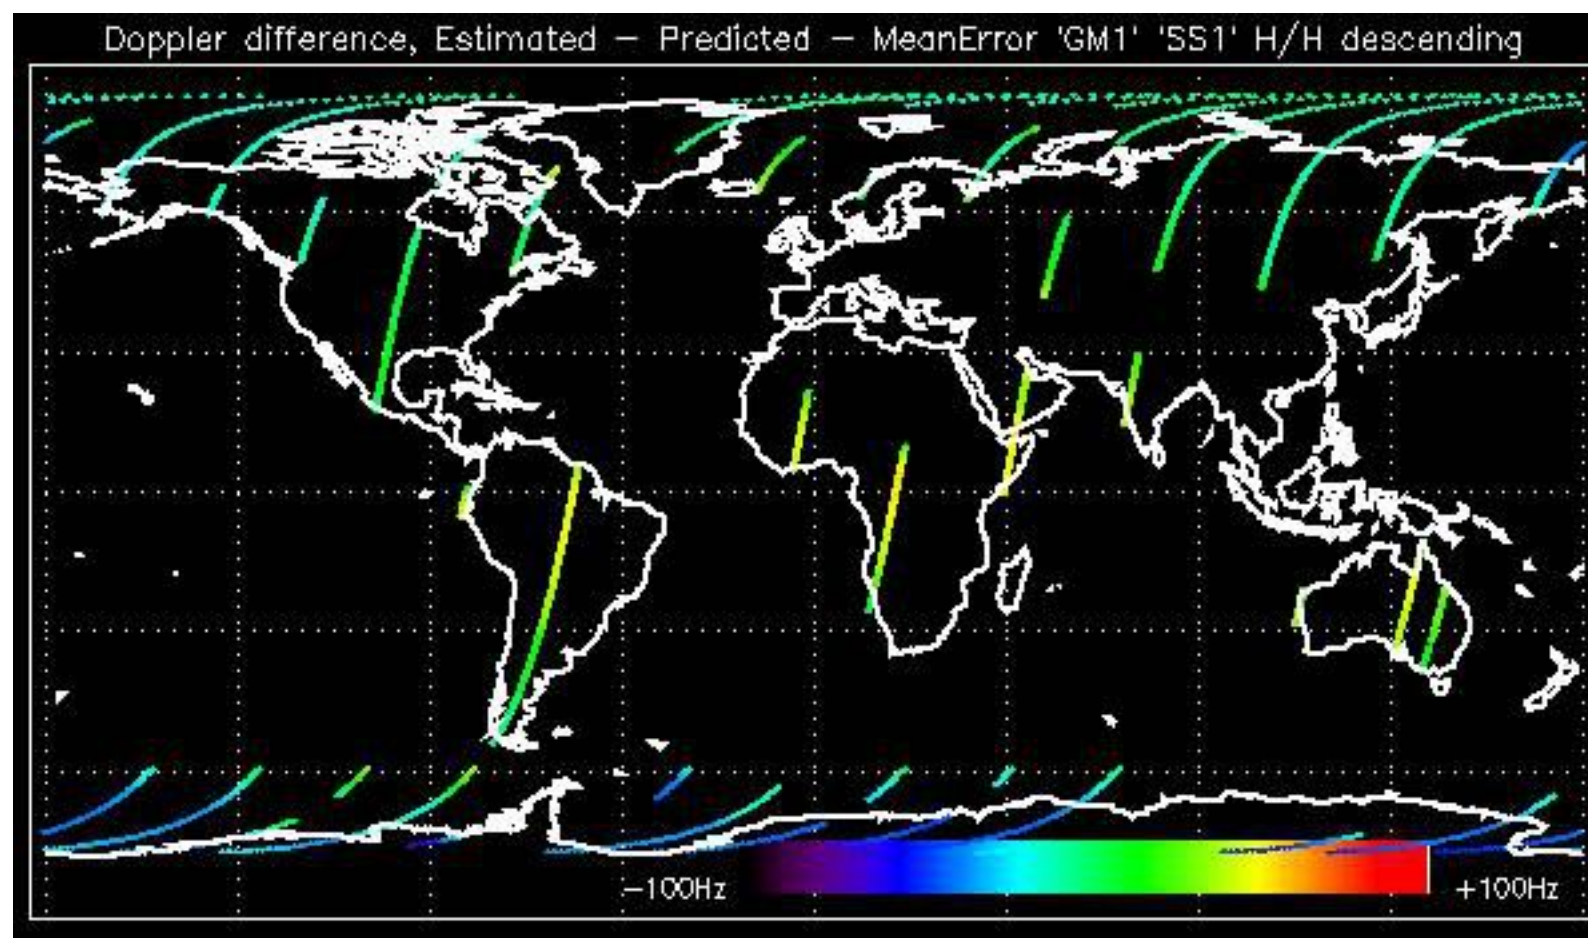 Doppler difference, Estimated – Predicted – MeanError 'GM1' 'SS1' H/H descending
−100Hz
+100Hz